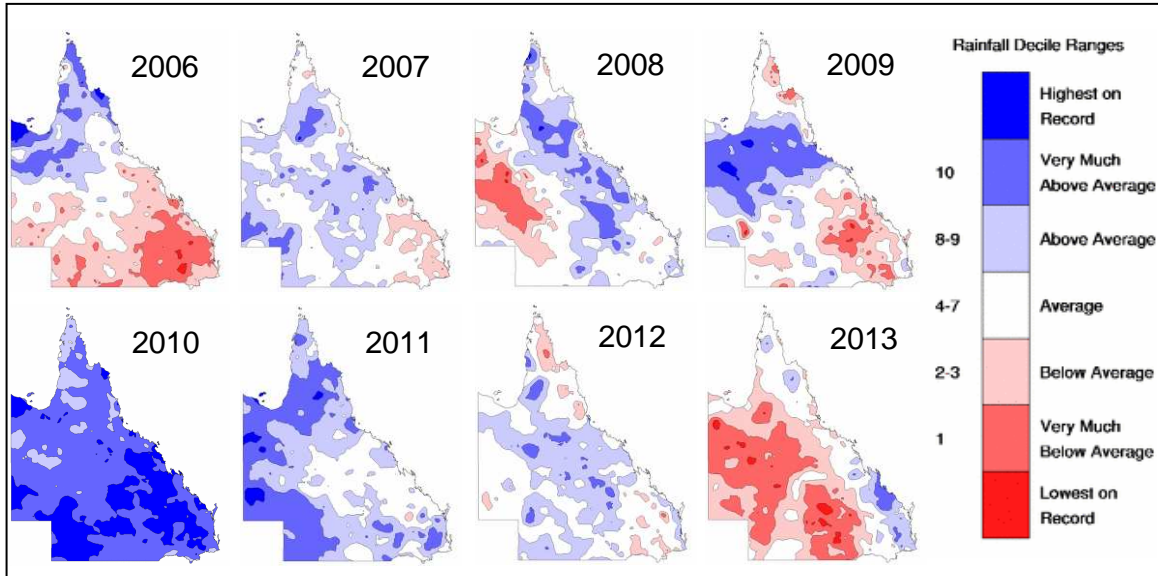 2006
2007
2008
2009
2010
2011
2012
2013
Rainfall Decile Ranges
Highest on
Record
10
Very Much
Above Average
8-9
Above Average
4-7
Average
2-3
Below Average
1
Very Much
Below Average
Lowest on
Record